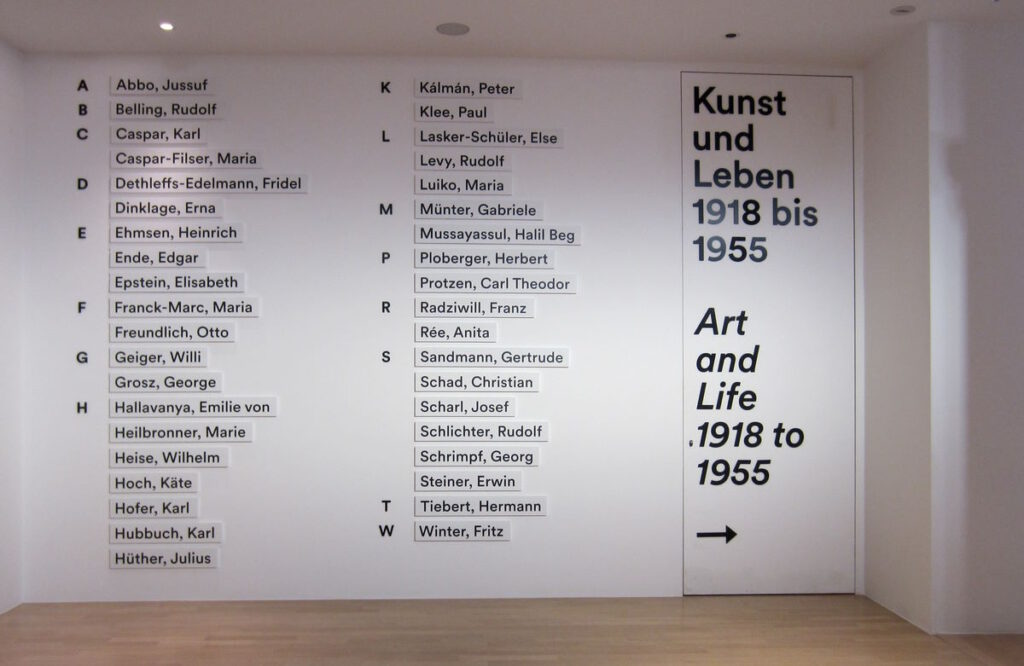 A Abbo, Jussuf
B Belling, Rudolf
C Caspar, Karl
Caspar-Filser, Maria
D Dethleffs-Edelmann, Fridel
Dinklage, Erna
E Ehmsen, Heinrich
Ende, Edgar
Epstein, Elisabeth
F Franck-Marc, Maria
Freundlich, Otto
G Geiger, Willi
Grosz, George
H Hallavanya, Emilie von
Heilbronner, Marie
Heise, Wilhelm
Hoch, Käte
Hofer, Karl
Hubbuch, Karl
Hüther, Julius
K Kálmán, Peter
Klee, Paul
L Lasker-Schüler, Else
Levy, Rudolf
Luiko, Maria
M Münter, Gabriele
Mussayassul, Halil Beg
P Ploberger, Herbert
Protzen, Carl Theodor
R Radziwill, Franz
Rée, Anita
S Sandmann, Gertrude
Schad, Christian
Scharl, Josef
Schlichter, Rudolf
Schrimpf, Georg
Steiner, Erwin
T Tiebert, Hermann
W Winter, Fritz
Kunst
und
Leben
1918 bis
1955
Art
and
Life
1918 to
1955